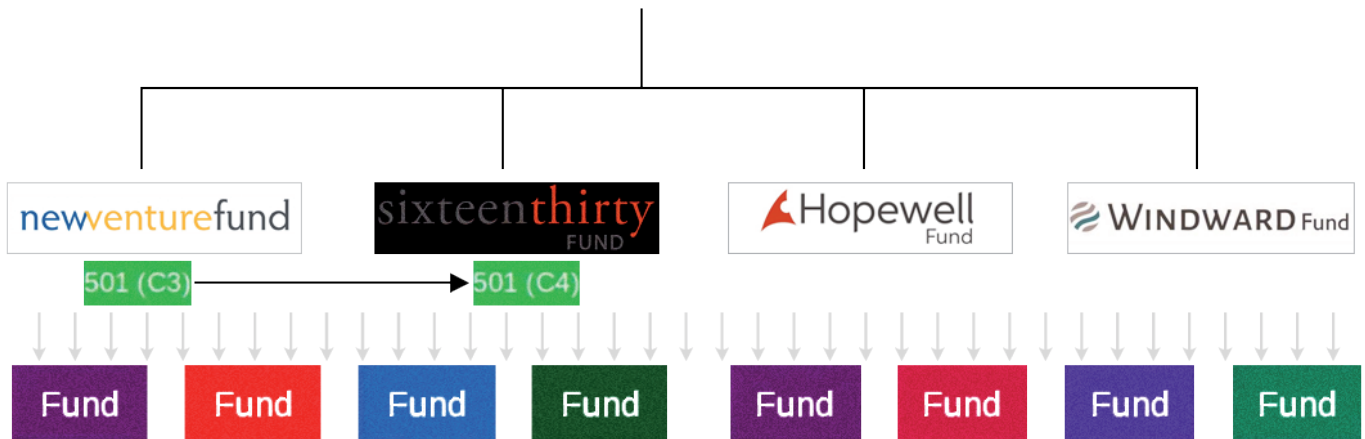 newventurefund
sixteenthirty
FUND
Hopewell
Fund
WINDWARD Fund
501 (C3)
501 (C4)
Fund
Fund
Fund
Fund
Fund
Fund
Fund
Fund